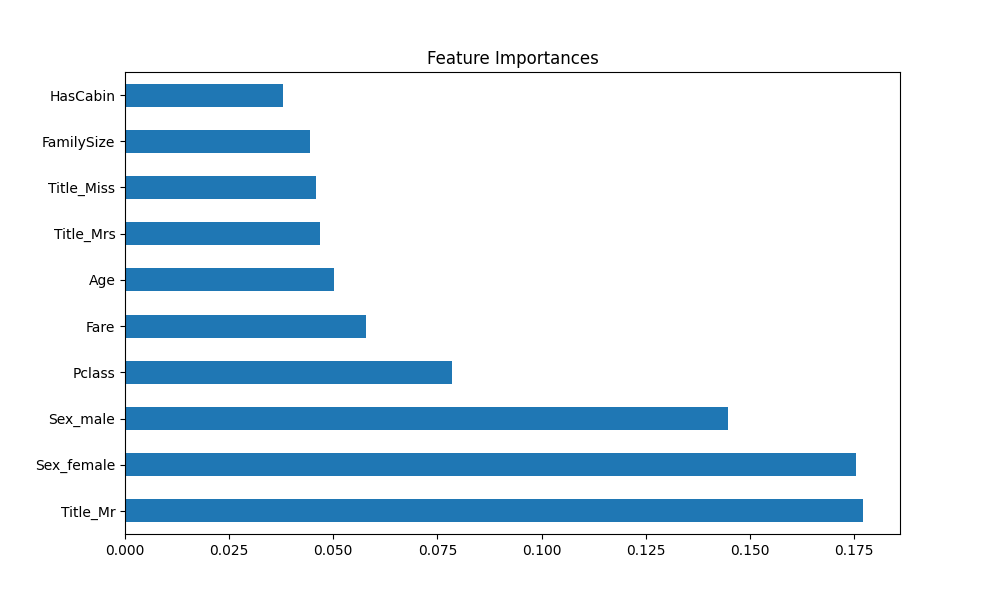 Feature Importances
HasCabin
FamilySize
Title_Miss
Title_Mrs
Age
Fare
Pclass
Sex_male
Sex_female
Title_Mr
0.000 0.025 0.050 0.075 0.100 0.125 0.150 0.175